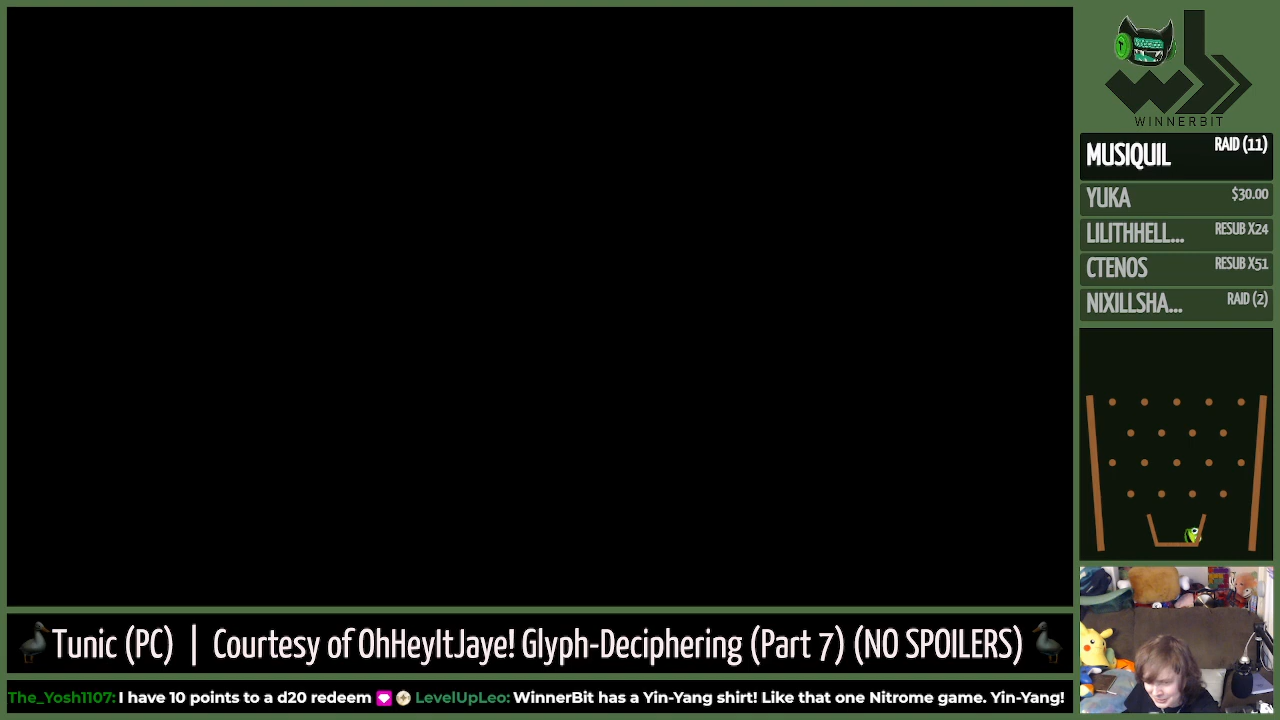 WINNERBIT
MUSIQUIL RAID (11)
YUKA $30.00
LILITHHELL... RESUB X24
CTENOS RESUB X51
NIXILLSHA... RAID (2)
Tunic (PC) | Courtesy of OhHeyItJaye! Glyph-Deciphering (Part 7) (NO SPOILERS)
The_Yosh1107: I have 10 points to a d20 redeem LevelUpLeo: WinnerBit has a Yin-Yang shirt! Like that one Nitrome game. Yin-Yang!